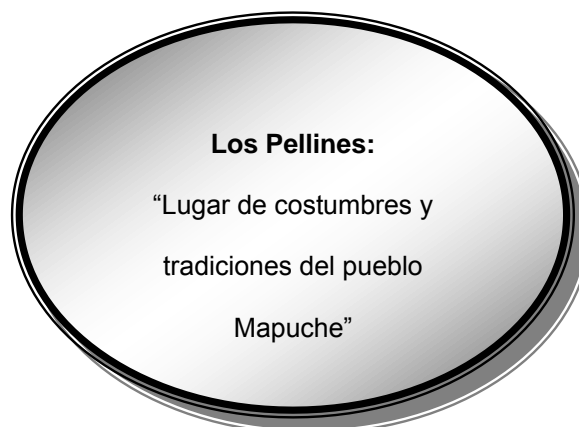 Los Pellines:
“Lugar de costumbres y
tradiciones del pueblo
Mapuche”